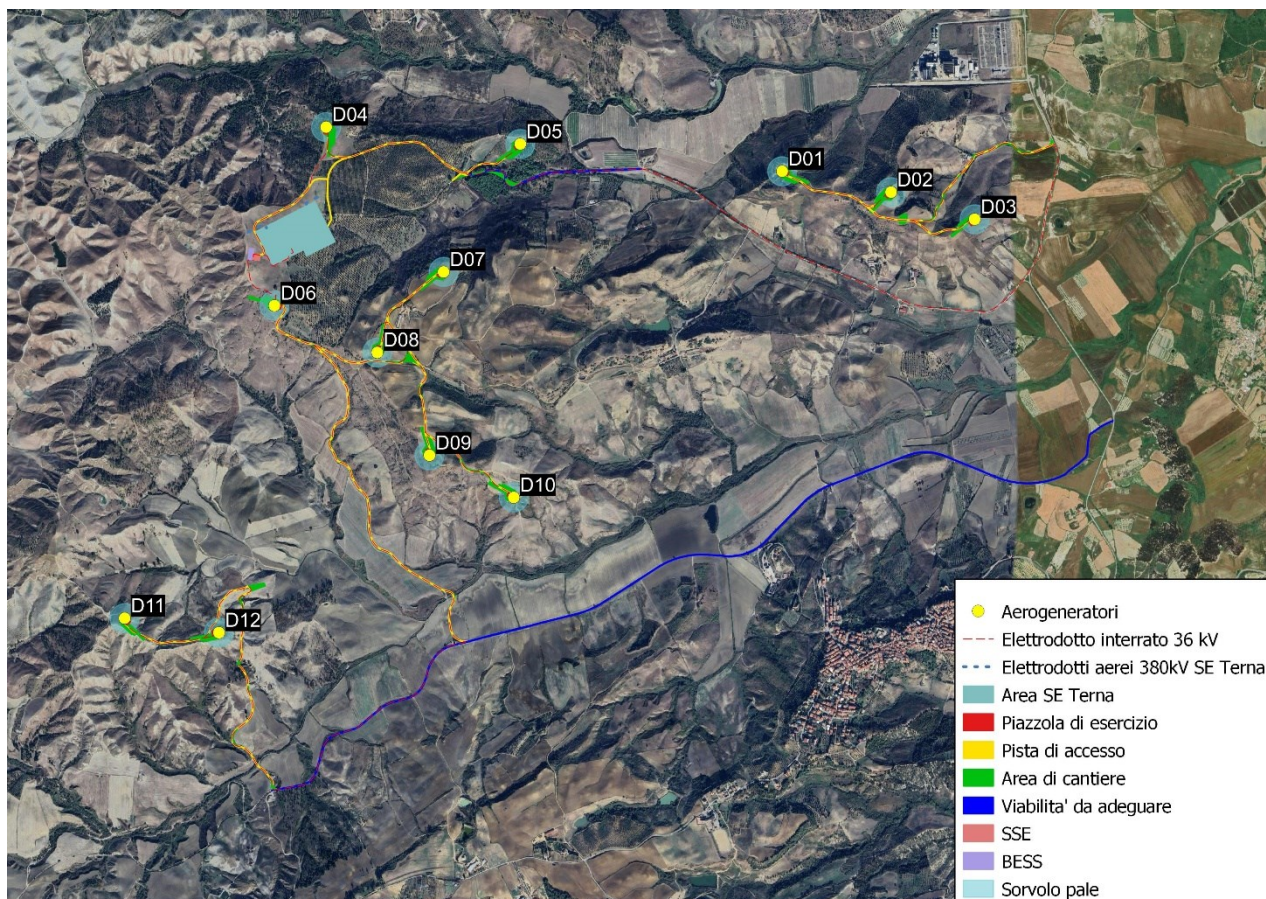 D04
D05
D01
D02
D03
D07
D06
D08
D09
D10
D11
D12
Aerogeneratori
Elettrodotto interrato 36 kV
Elettrodotti aerei 380kV SE Terna
Area SE Terna
Piazzola di esercizio
Pista di accesso
Area di cantiere
Viabilita' da adeguare
SSE
BESS
Sorvolo pale